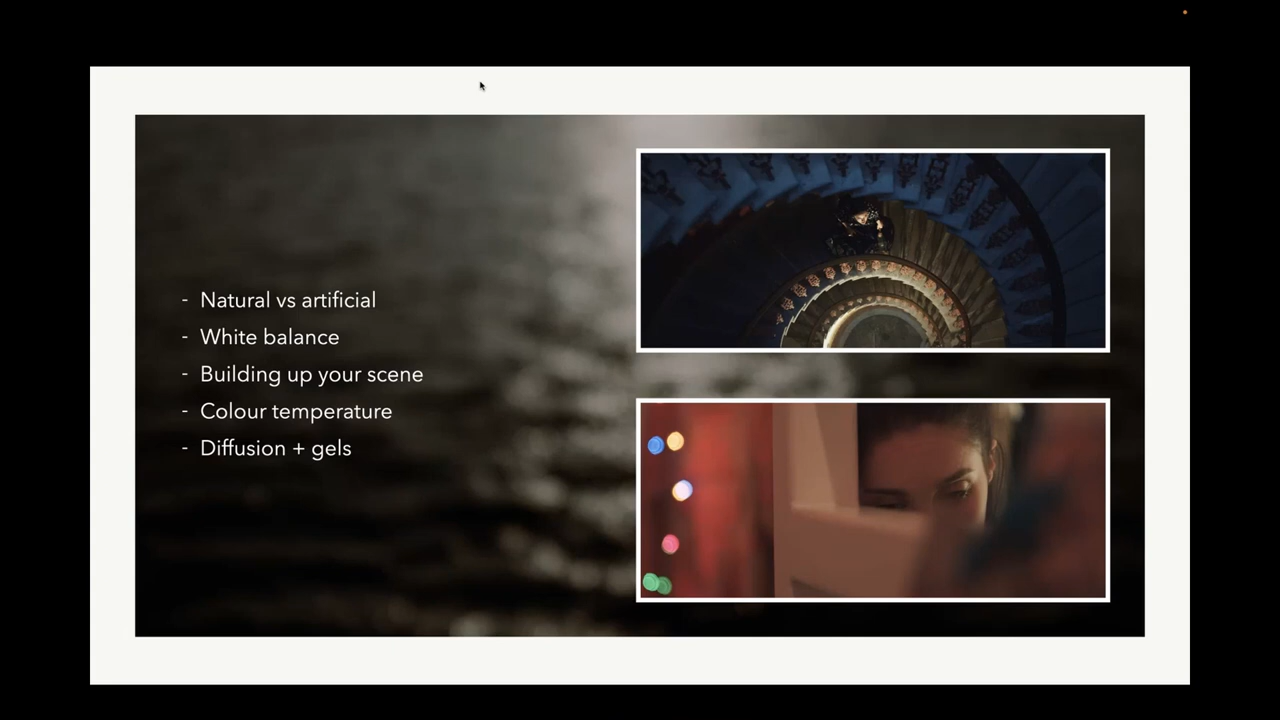 - Natural vs artificial
- White balance
- Building up your scene
- Colour temperature
- Diffusion + gels